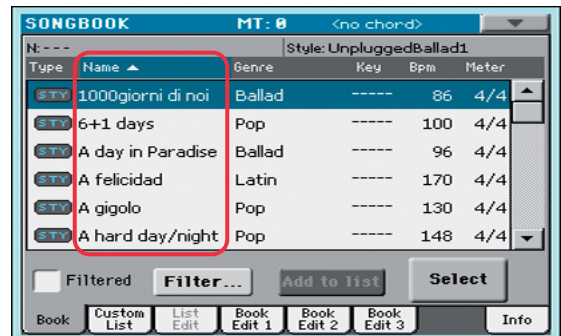 SONGBOOK MT: 0 <no chord>
N: --- Style: UnpluggedBallad1
Type Name Genre Key Bpm Meter
STY 1000giorni di noi Ballad ----- 86 4/4
STY 6+1 days Pop ----- 100 4/4
STY A day in Paradise Ballad ----- 96 4/4
STY A felicidad Latin ----- 170 4/4
STY A gigolo Pop ----- 130 4/4
STY A hard day/night Pop ----- 148 4/4
Filtered Filter... Add to list Select
Book Custom List List Edit Book Edit 1 Book Edit 2 Book Edit 3 Info